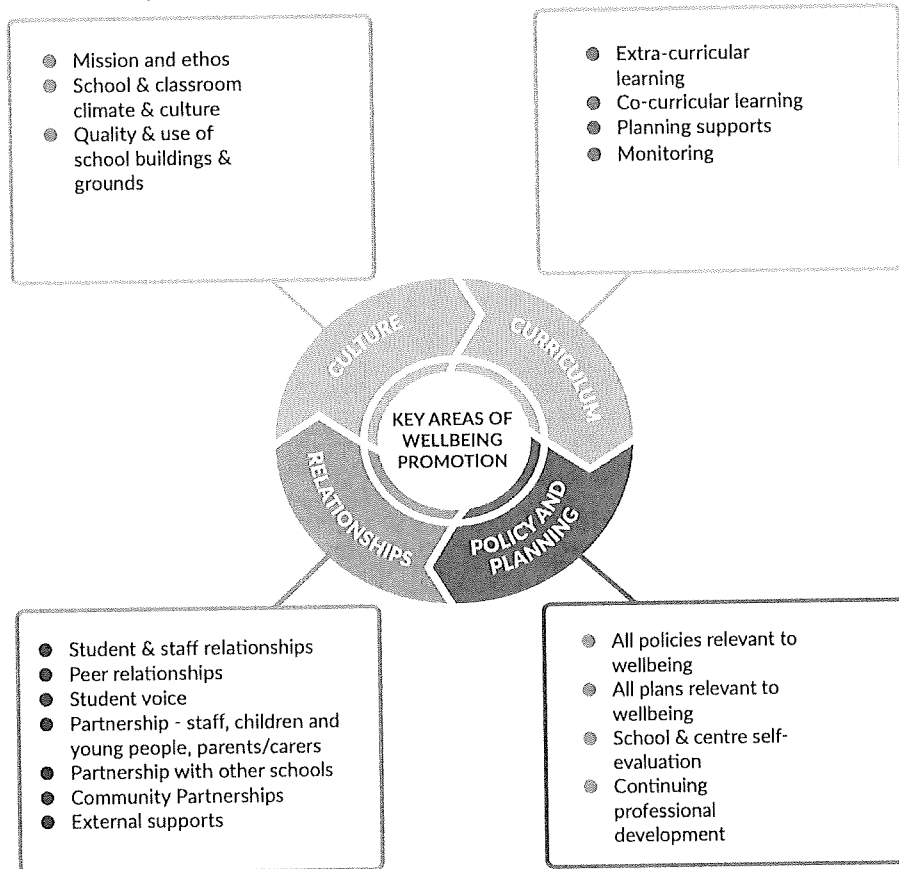 Mission and ethos
School & classroom
climate & culture
Quality & use of
school buildings &
grounds
Extra-curricular
learning
Co-curricular learning
Planning supports
Monitoring
CULTURE
CURRICULUM
KEY AREAS OF
WELLBEING
PROMOTION
RELATIONSHIPS
POLICY AND
PLANNING
Student & staff relationships
Peer relationships
Student voice
Partnership - staff, children and
young people, parents/carers
Partnership with other schools
Community Partnerships
External supports
All policies relevant to
wellbeing
All plans relevant to
wellbeing
School & centre self-
evaluation
Continuing
professional
development